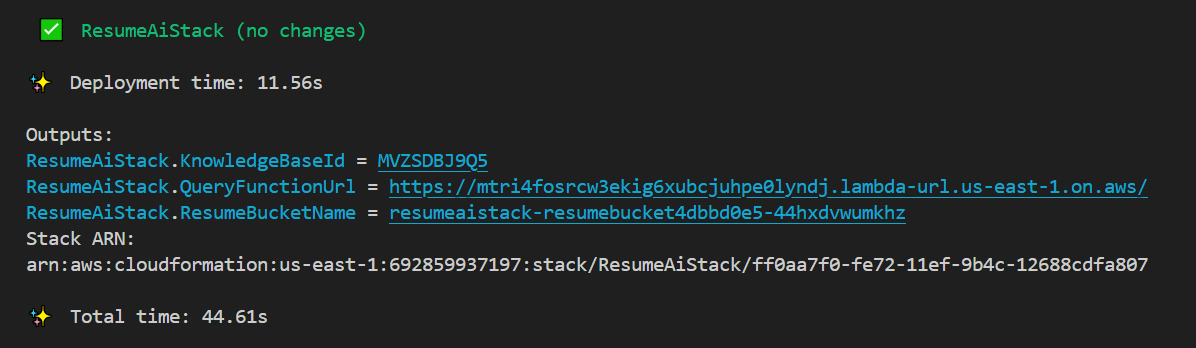 ResumeAiStack (no changes)
Deployment time: 11.56s
Outputs:
ResumeAiStack.KnowledgeBaseId = MVZSDBJ9Q5
ResumeAiStack.QueryFunctionUrl = https://mtri4fosrcw3ekig6xubcjuhpe0lyndj.lambda-url.us-east-1.on.aws/
ResumeAiStack.ResumeBucketName = resumeaistack-resumebucket4dbbd0e5-44hxdvwumkhz
Stack ARN:
arn:aws:cloudformation:us-east-1:692859937197:stack/ResumeAiStack/ff0aa7f0-fe72-11ef-9b4c-12688cdfa807
Total time: 44.61s